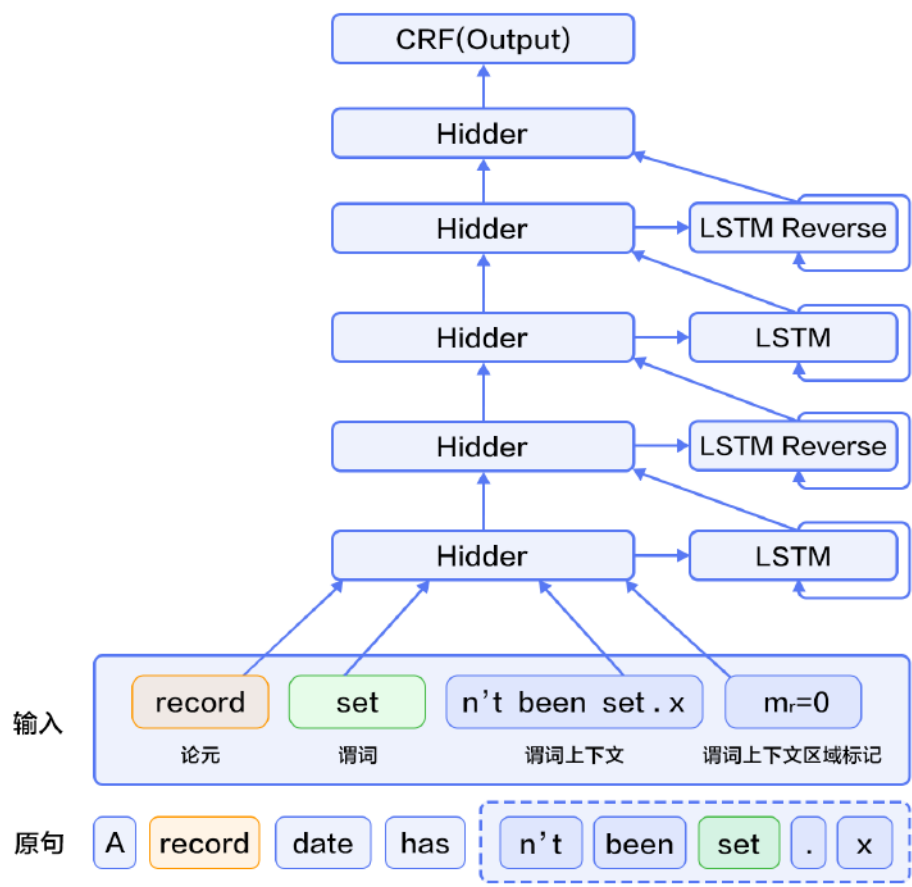 CRF(Output)
Hidder
Hidder
LSTM Reverse
Hidder
LSTM
Hidder
LSTM Reverse
Hidder
LSTM
输入
record
set
n't been set.x
mᵣ=0
论元
谓词
谓词上下文
谓词上下文区域标记
原句
A record date has n't been set . x